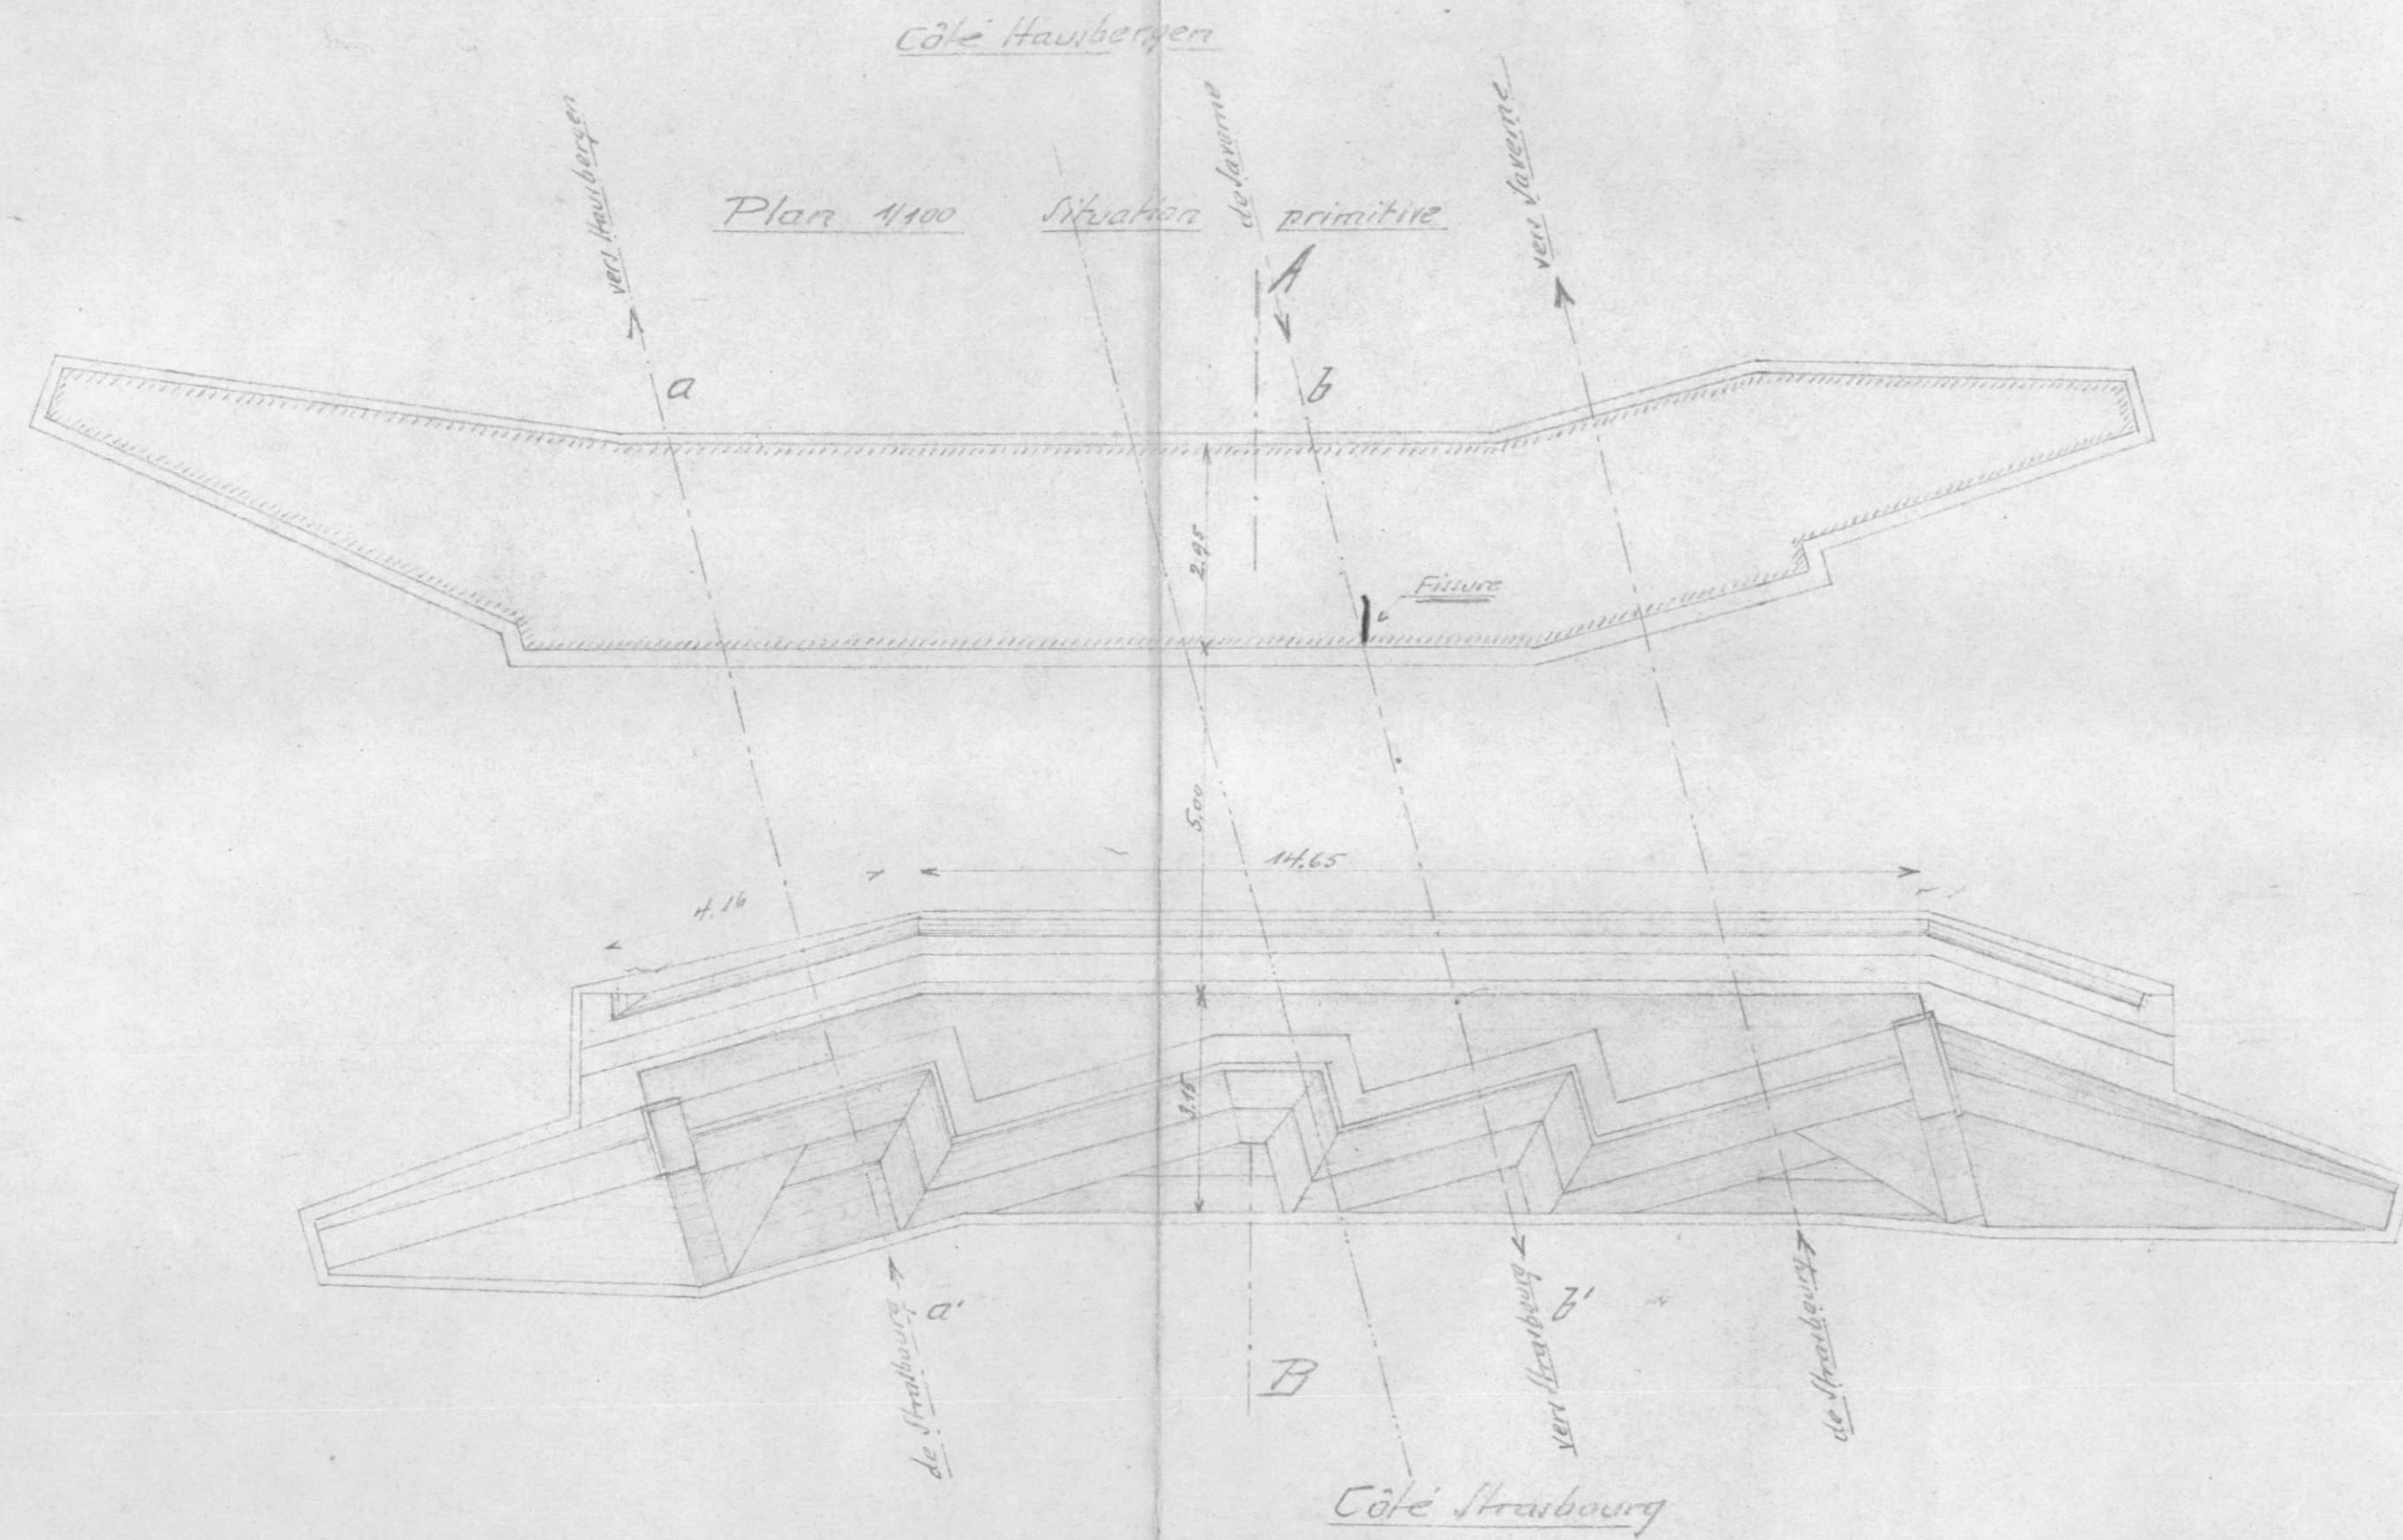 Côté Hausbergen
vers Hausbergen
de Saverne
vers Saverne
Plan 1/100 Situation primitive
A
a
b
2.95
Fissure
5.00
14.65
4.16
3.15
de Strasbourg
a'
vers Strasbourg
b'
de Strasbourg
B
Côté Strasbourg